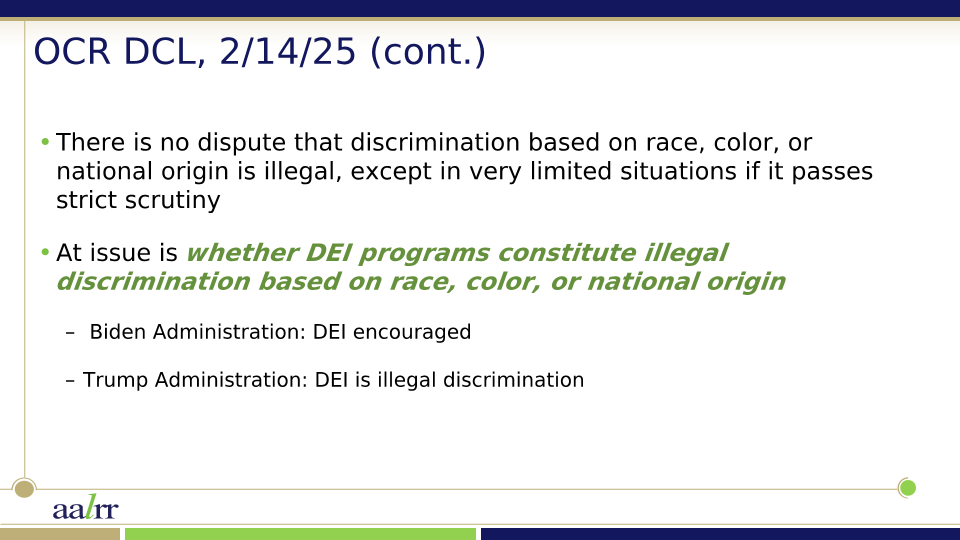 OCR DCL, 2/14/25 (cont.)
• There is no dispute that discrimination based on race, color, or
national origin is illegal, except in very limited situations if it passes
strict scrutiny
• At issue is whether DEI programs constitute illegal
discrimination based on race, color, or national origin
– Biden Administration: DEI encouraged
– Trump Administration: DEI is illegal discrimination
aalrr